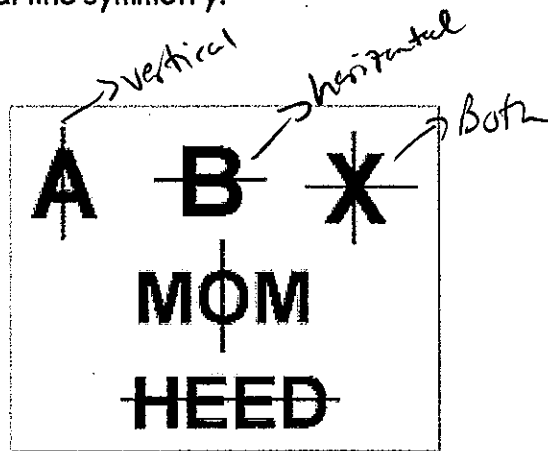 line symmetry.
vertical
horizontal
Both
A B X
MOM
HEED